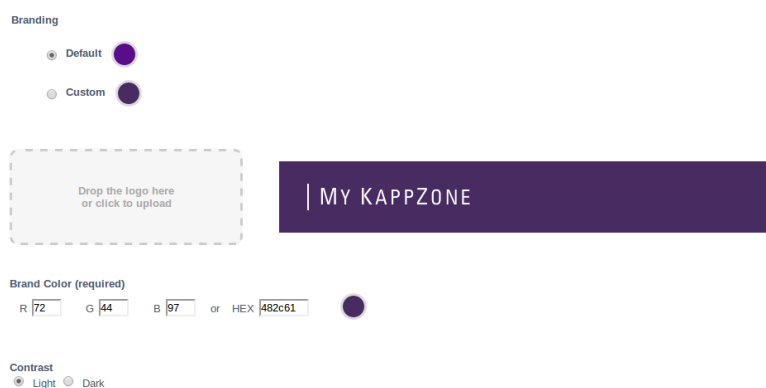 Branding
Default
Custom
Drop the logo here
or click to upload
My KappZone
Brand Color (required)
R 72 G 44 B 97 or HEX 482c61
Contrast
Light Dark